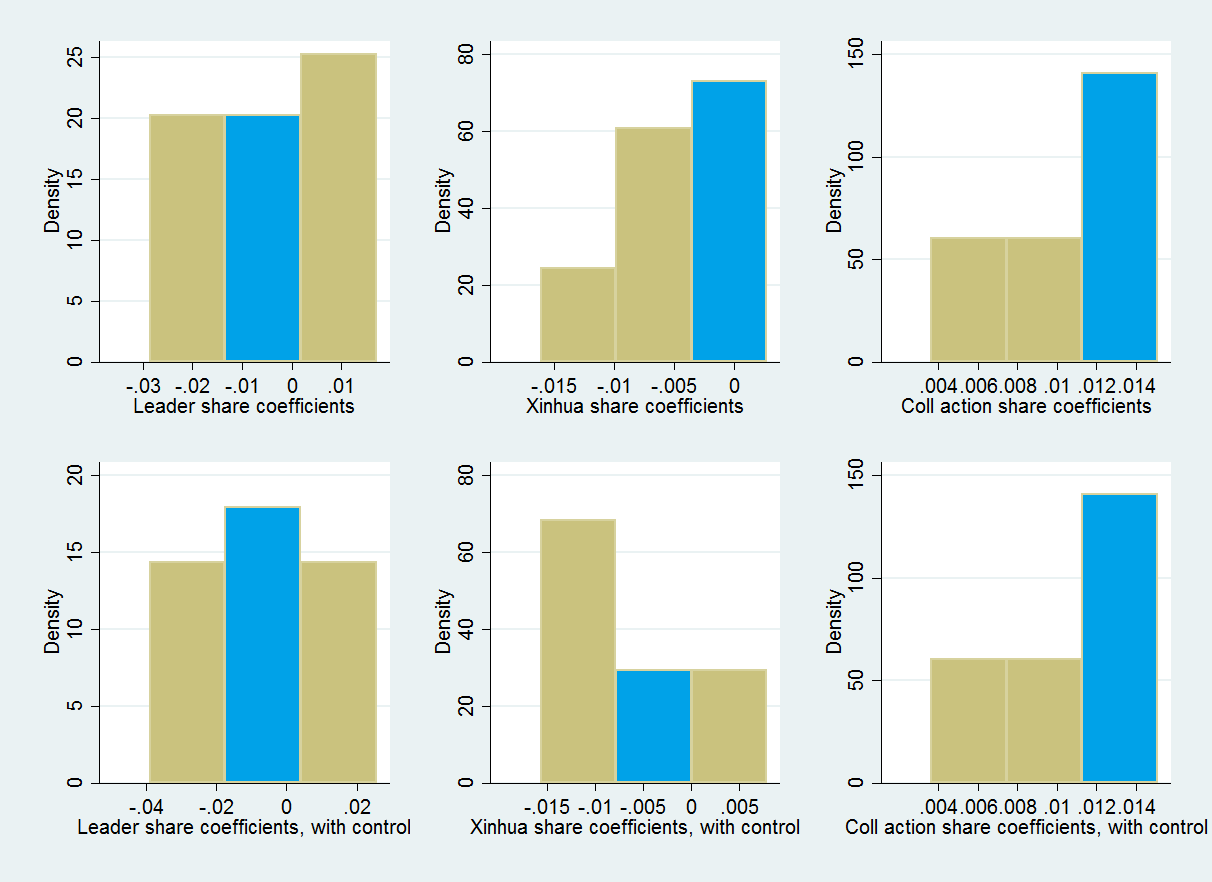 Density
0 5 10 15 20 25
-.03 -.02 -.01 0 .01
Leader share coefficients
Density
0 20 40 60 80
-.015 -.01 -.005 0
Xinhua share coefficients
Density
0 50 100 150
.004 .006 .008 .01 .012 .014
Coll action share coefficients
Density
0 5 10 15 20
-.04 -.02 0 .02
Leader share coefficients, with control
Density
0 20 40 60 80
-.015 -.01 -.005 0 .005
Xinhua share coefficients, with control
Density
0 50 100 150
.004 .006 .008 .01 .012 .014
Coll action share coefficients, with control